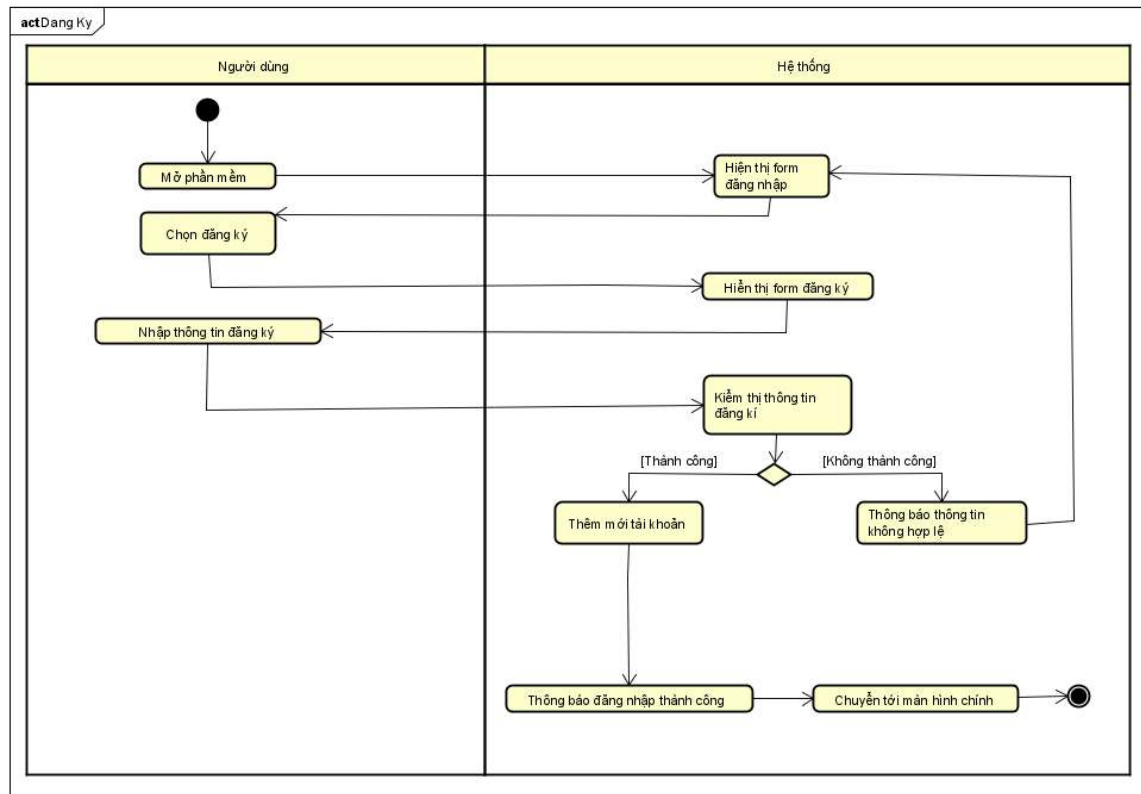 act Dang Ky
Người dùng
Hệ thống
Mở phần mềm
Hiện thị form
đăng nhập
Chọn đăng ký
Hiển thị form đăng ký
Nhập thông tin đăng ký
Kiểm thị thông tin
đăng kí
[Thành công]
[Không thành công]
Thêm mới tài khoản
Thông báo thông tin
không hợp lệ
Thông báo đăng nhập thành công
Chuyển tới màn hình chính